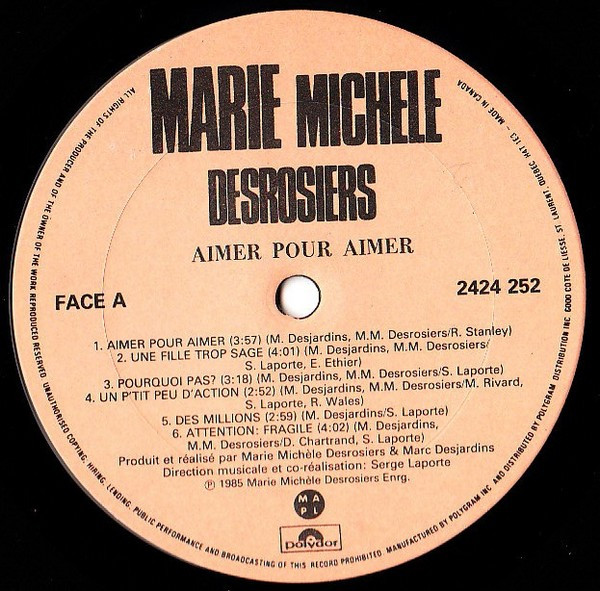 MARIE MICHELE
DESROSIERS
AIMER POUR AIMER
FACE A
2424 252
1. AIMER POUR AIMER (3:57) (M. Desjardins, M.M. Desrosiers/R. Stanley)
2. UNE FILLE TROP SAGE (4:01) (M. Desjardins, M.M. Desrosiers/
S. Laporte, E. Ethier)
3. POURQUOI PAS? (3:18) (M. Desjardins, M.M. Desrosiers/S. Laporte)
4. UN P'TIT PEU D'ACTION (2:52) (M. Desjardins, M.M. Desrosiers/M. Rivard,
S. Laporte, R. Wales)
5. DES MILLIONS (2:59) (M. Desjardins/S. Laporte)
6. ATTENTION: FRAGILE (4:02) (M. Desjardins,
M.M. Desrosiers/D. Chartrand, S. Laporte)
Produit et réalisé par Marie Michèle Desrosiers & Marc Desjardins
Direction musicale et co-réalisation: Serge Laporte
℗ 1985 Marie Michèle Desrosiers Enrg.
M A
P L
polydor
ALL RIGHTS OF THE PRODUCER AND OF THE OWNER OF THE WORK REPRODUCED RESERVED. UNAUTHORISED COPYING, HIRING, LENDING, PUBLIC PERFORMANCE AND BROADCASTING OF THIS RECORD PROHIBITED. MANUFACTURED BY POLYGRAM INC AND DISTRIBUTED BY POLYGRAM DISTRIBUTION INC 6000 COTE DE LIESSE, ST. LAURENT, QUEBEC H4T 1E3 - MADE IN CANADA